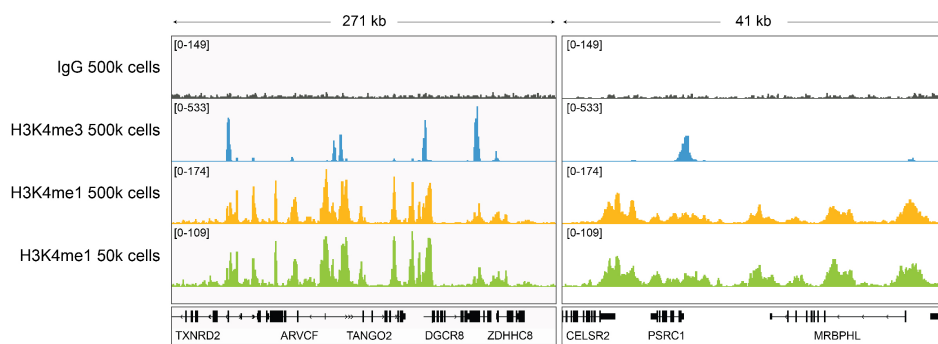 271 kb 41 kb
IgG 500k cells [0-149] [0-149]
H3K4me3 500k cells [0-533] [0-533]
H3K4me1 500k cells [0-174] [0-174]
H3K4me1 50k cells [0-109] [0-109]
TXNRD2 ARVCF TANGO2 DGCR8 ZDHHC8 CELSR2 PSRC1 MRBPHL